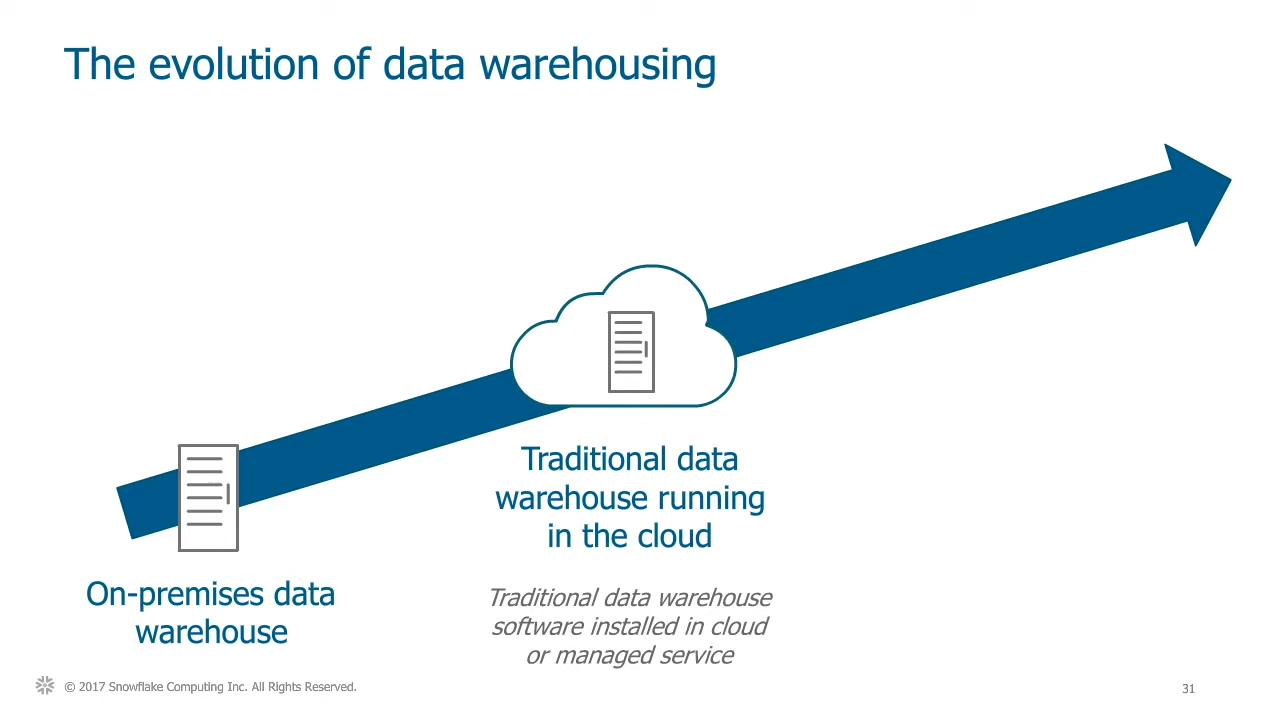 The evolution of data warehousing
Traditional data
warehouse running
in the cloud
On-premises data
warehouse
Traditional data warehouse
software installed in cloud
or managed service
© 2017 Snowflake Computing Inc. All Rights Reserved.
31